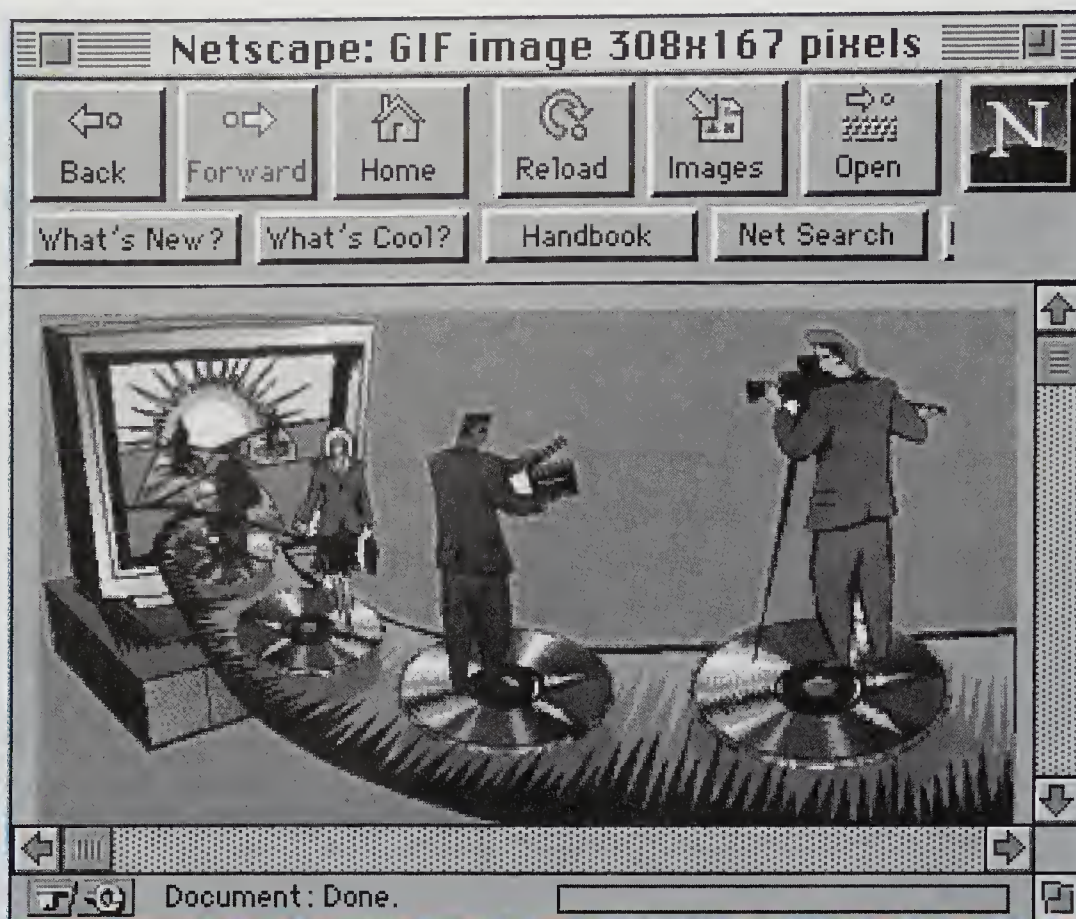 Netscape: GIF image 308x167 pixels
Back Forward Home Reload Images Open N
What's New? What's Cool? Handbook Net Search
Document: Done.